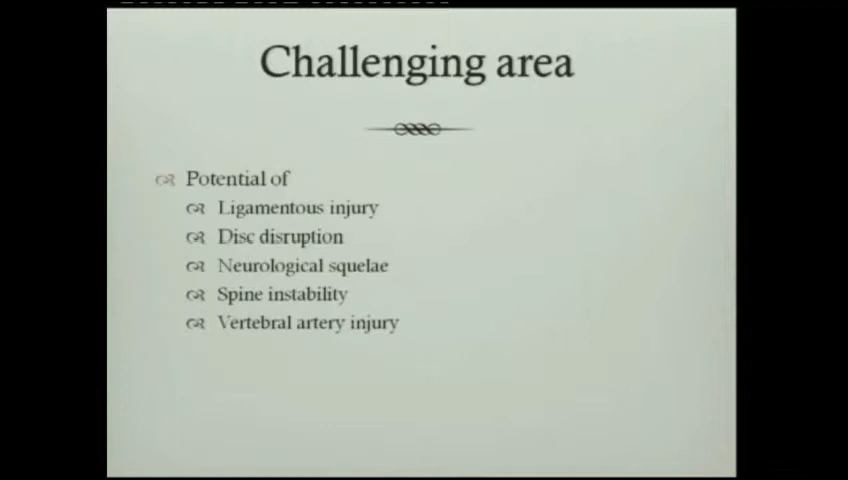 Challenging area
Potential of
Ligamentous injury
Disc disruption
Neurological squelae
Spine instability
Vertebral artery injury